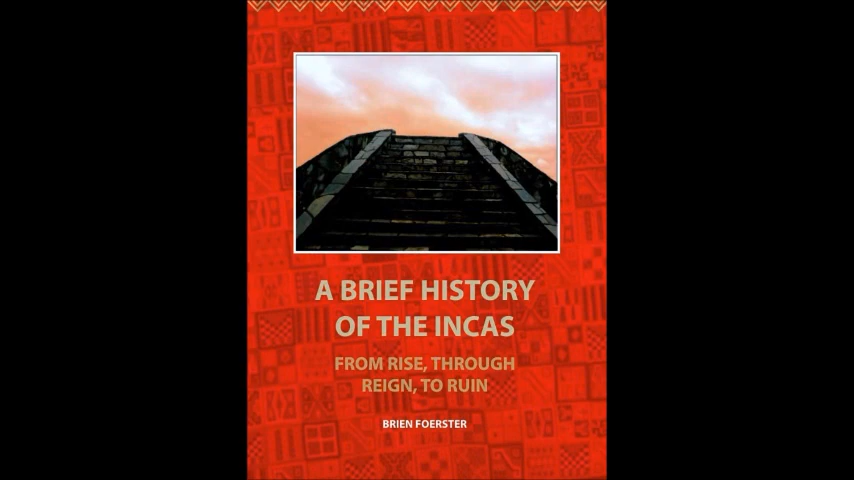 A BRIEF HISTORY
OF THE INCAS
FROM RISE, THROUGH
REIGN, TO RUIN
BRIEN FOERSTER